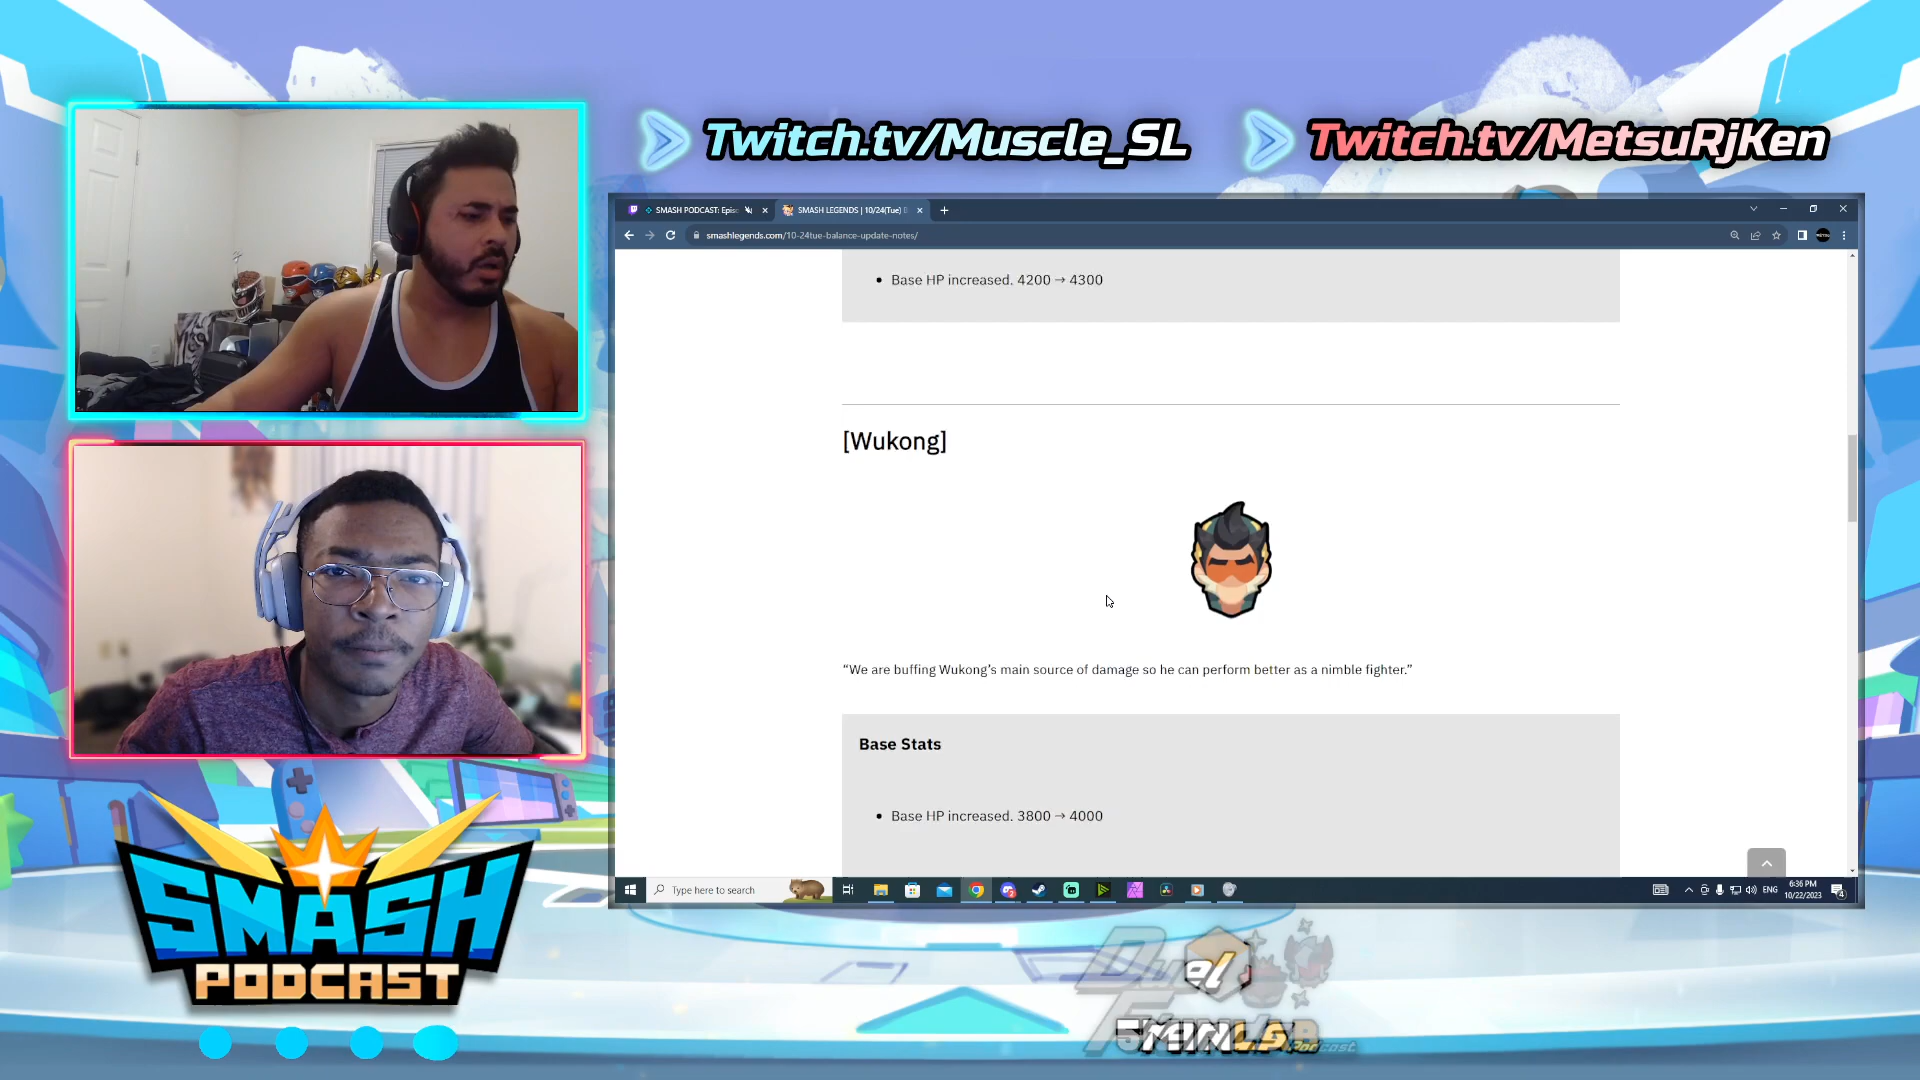 Twitch.tv/Muscle_SL
Twitch.tv/MetsuRjKen
SMASH PODCAST: Epis
SMASH LEGENDS | 10/24(Tue)
smashlegends.com/10-24tue-balance-update-notes/
• Base HP increased. 4200 → 4300
[Wukong]
“We are buffing Wukong’s main source of damage so he can perform better as a nimble fighter.”
Base Stats
• Base HP increased. 3800 → 4000
Type here to search
ENG
6:36 PM
10/22/2023
4
SMASH
PODCAST
5MINLAB
Podcast